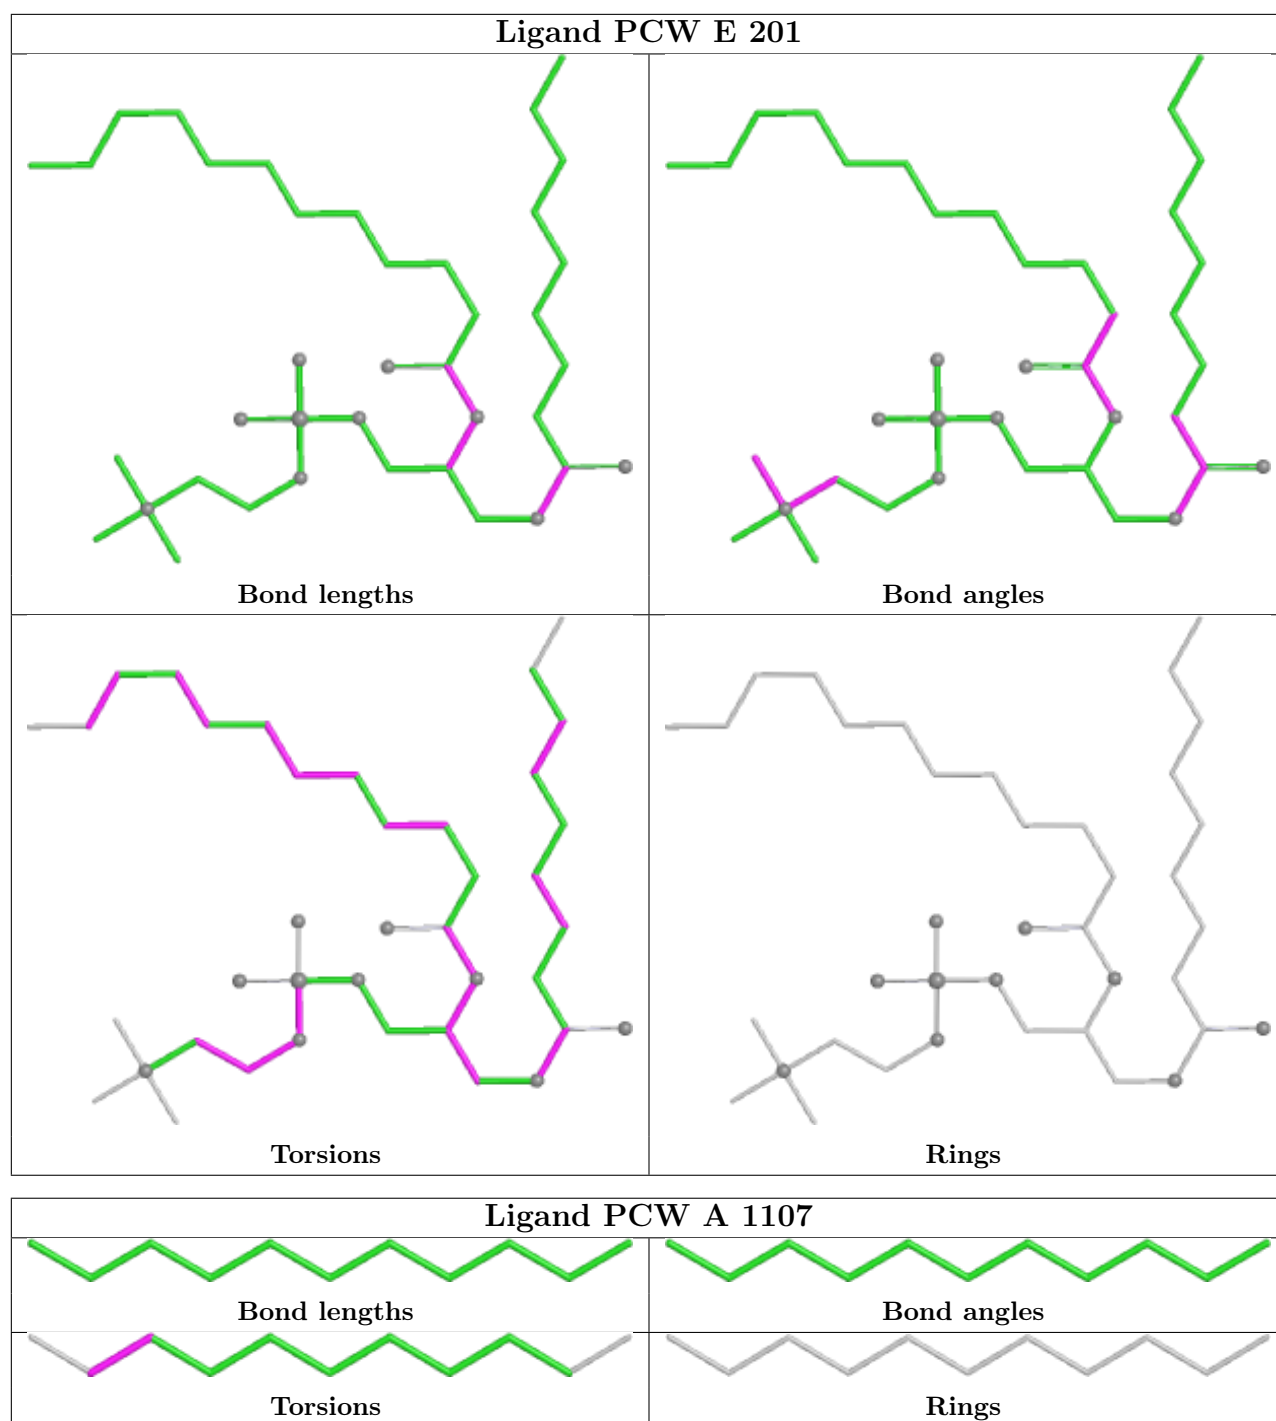 Ligand PCW E 201
Bond lengths
Bond angles
Torsions
Rings
Ligand PCW A 1107
Bond lengths
Bond angles
Torsions
Rings